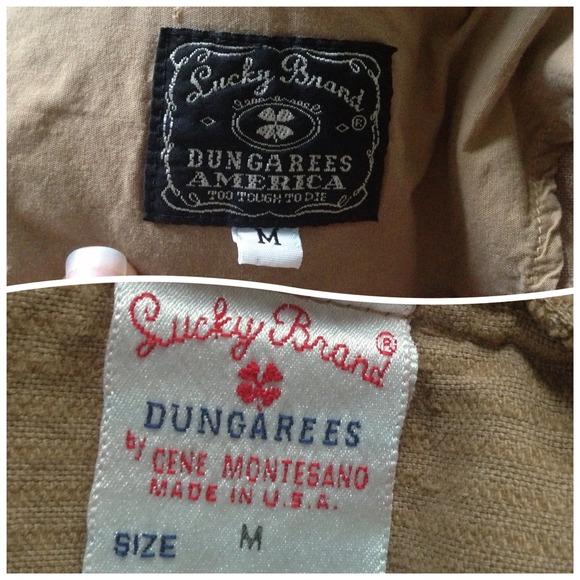 Lucky Brand ®
DUNGAREES
AMERICA
TOO TOUGH TO DIE
M
Lucky Brand ®
DUNGAREES
by GENE MONTESANO
MADE IN U.S.A.
SIZE M